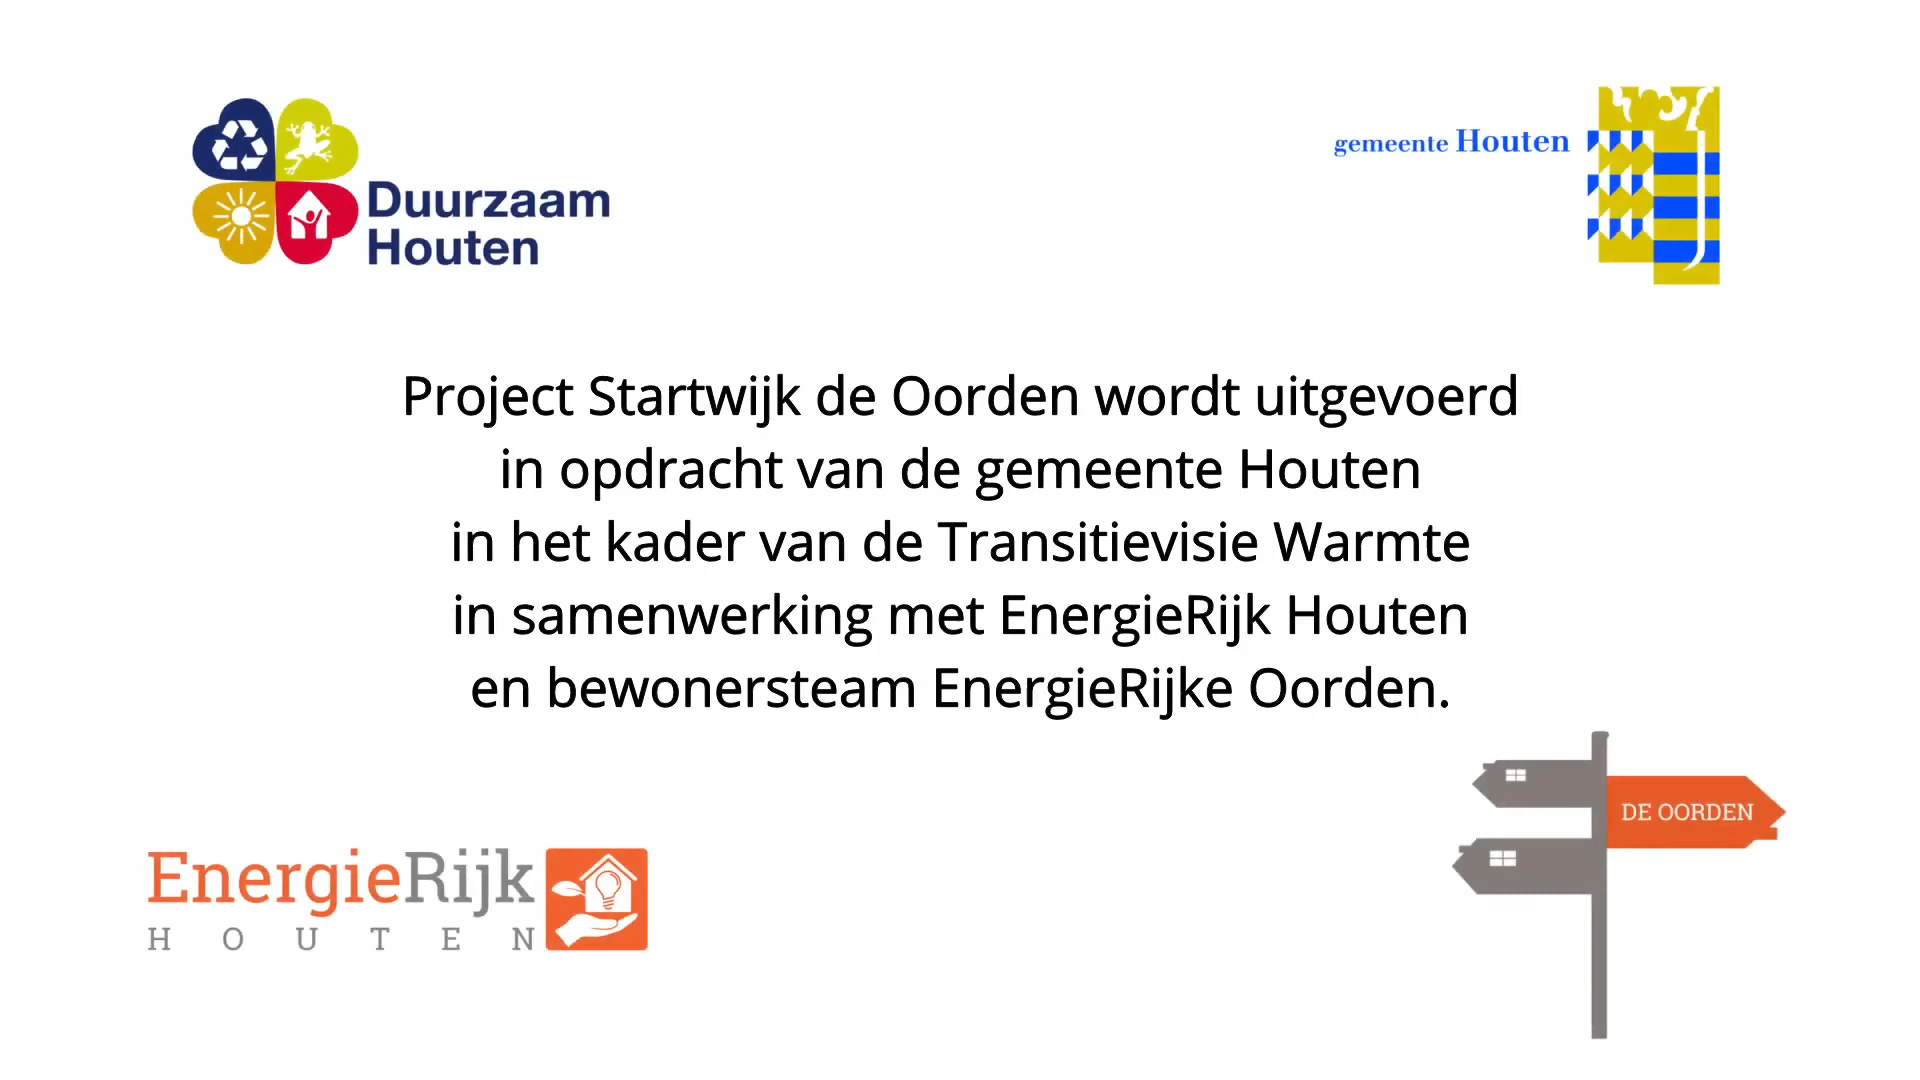 Duurzaam
Houten
gemeente Houten
Project Startwijk de Oorden wordt uitgevoerd
in opdracht van de gemeente Houten
in het kader van de Transitievisie Warmte
in samenwerking met EnergieRijk Houten
en bewonersteam EnergieRijke Oorden.
DE OORDEN
EnergieRijk
HOUTEN